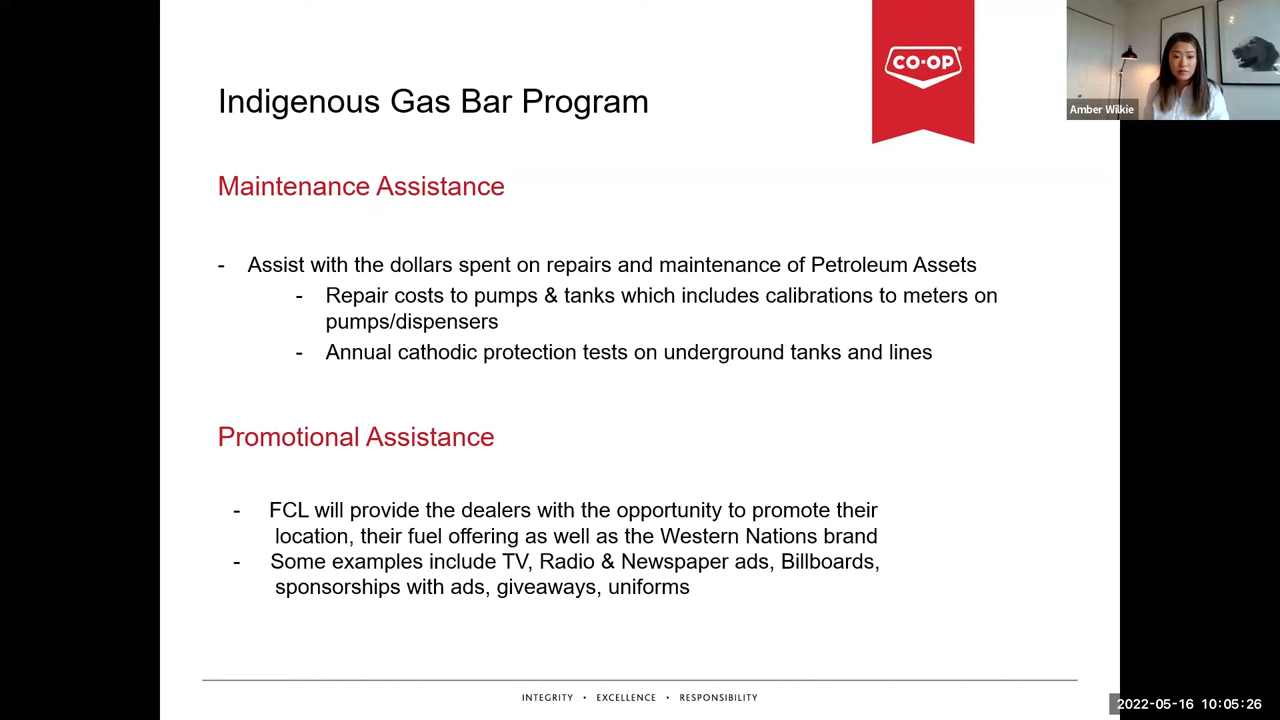 CO-OP®
Amber Wilkie
Indigenous Gas Bar Program
Maintenance Assistance
- Assist with the dollars spent on repairs and maintenance of Petroleum Assets
- Repair costs to pumps & tanks which includes calibrations to meters on
pumps/dispensers
- Annual cathodic protection tests on underground tanks and lines
Promotional Assistance
- FCL will provide the dealers with the opportunity to promote their
location, their fuel offering as well as the Western Nations brand
- Some examples include TV, Radio & Newspaper ads, Billboards,
sponsorships with ads, giveaways, uniforms
INTEGRITY • EXCELLENCE • RESPONSIBILITY
2022-05-16 10:05:26